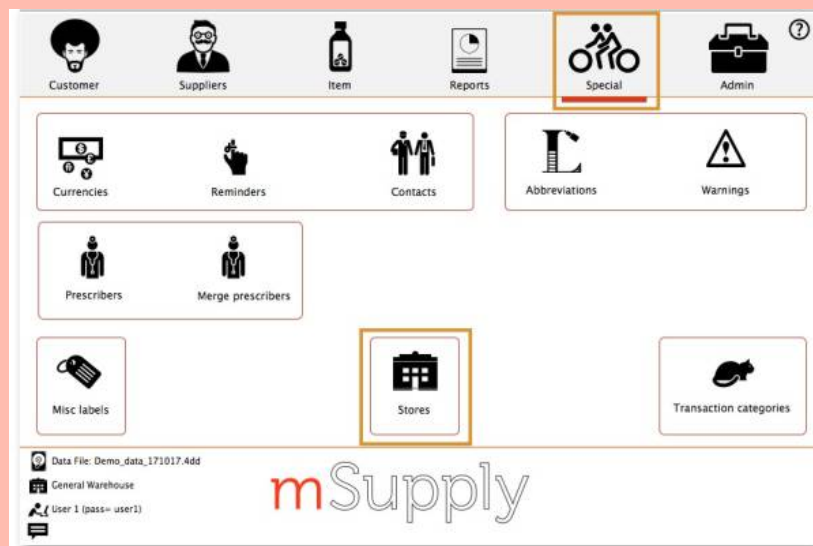 Customer
Suppliers
Item
Reports
Special
Admin
?
Currencies
Reminders
Contacts
Abbreviations
Warnings
Prescribers
Merge prescribers
Misc labels
Stores
Transaction categories
Data File: Demo_data_171017.4dd
General Warehouse
User 1 (pass= user1)
mSupply